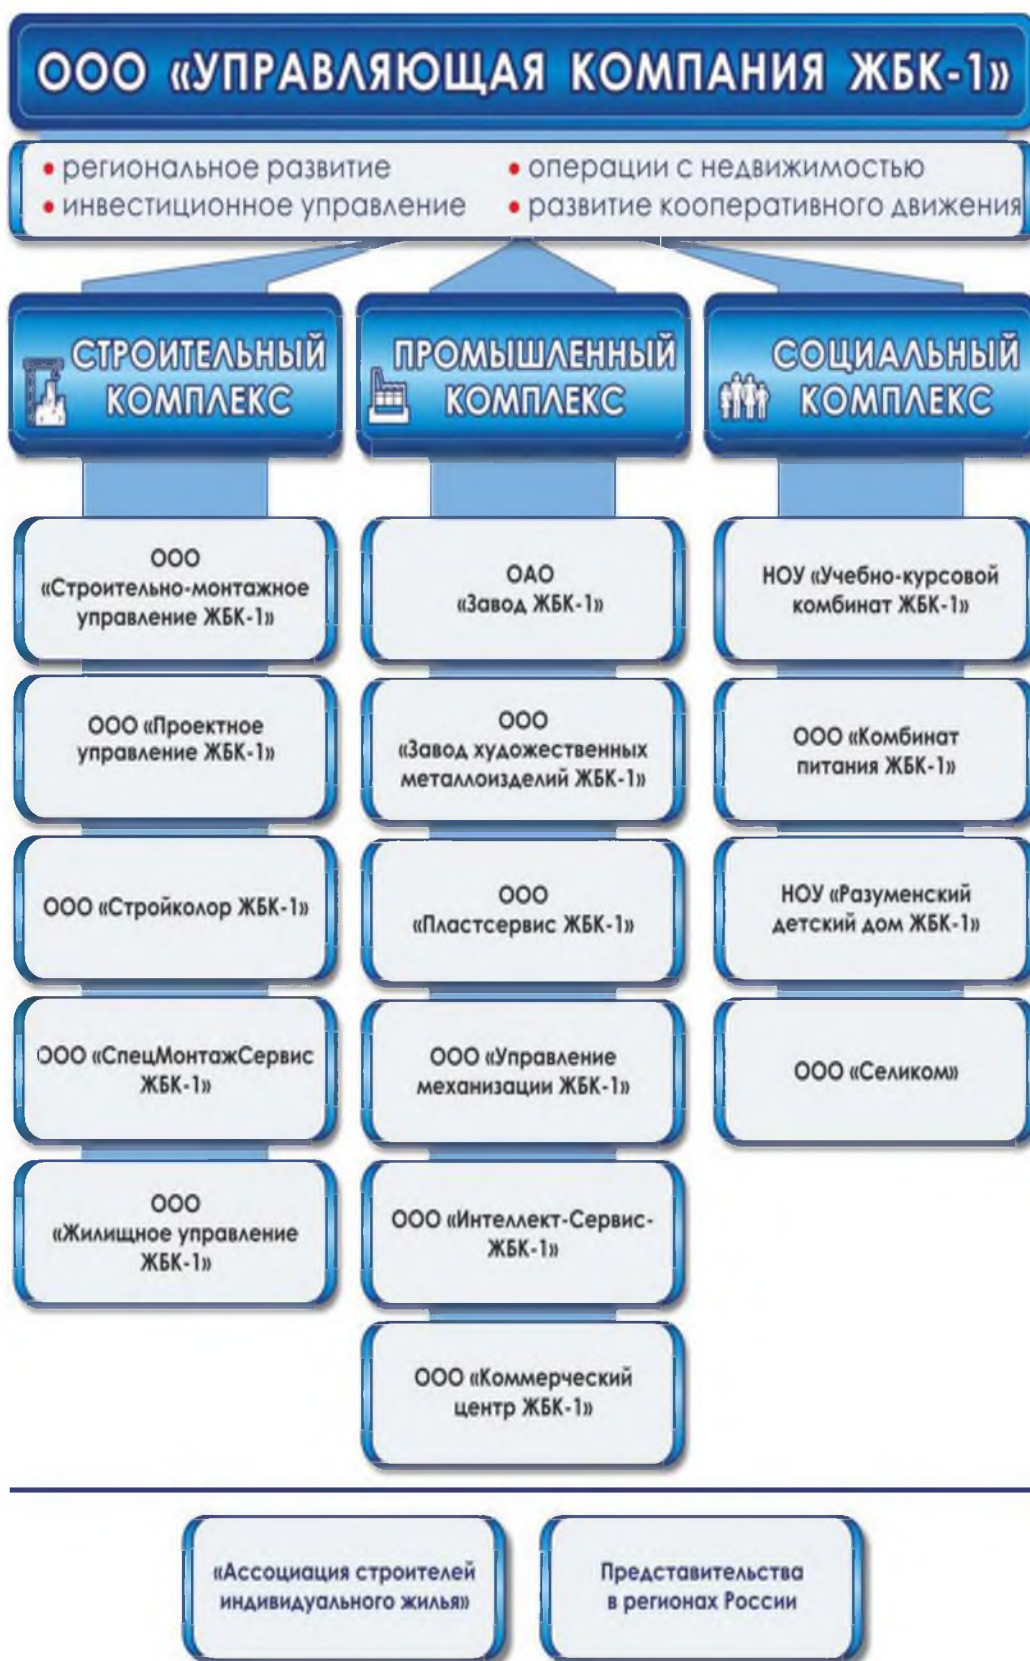 ООО «УПРАВЛЯЮЩАЯ КОМПАНИЯ ЖБК-1»
• региональное развитие
• инвестиционное управление
• операции с недвижимостью
• развитие кооперативного движения
СТРОИТЕЛЬНЫЙ
КОМПЛЕКС
ООО
«Строительно-монтажное
управление ЖБК-1»
ООО «Проектное
управление ЖБК-1»
ООО «Стройколор ЖБК-1»
ООО «СпецМонтажСервис
ЖБК-1»
ООО
«Жилищное управление
ЖБК-1»
ПРОМЫШЛЕННЫЙ
КОМПЛЕКС
ОАО
«Завод ЖБК-1»
ООО
«Завод художественных
металлоизделий ЖБК-1»
ООО
«Пластсервис ЖБК-1»
ООО «Управление
механизации ЖБК-1»
ООО «Интеллект-Сервис-
ЖБК-1»
ООО «Коммерческий
центр ЖБК-1»
СОЦИАЛЬНЫЙ
КОМПЛЕКС
НОУ «Учебно-курсовой
комбинат ЖБК-1»
ООО «Комбинат
питания ЖБК-1»
НОУ «Разуменский
детский дом ЖБК-1»
ООО «Селиком»
«Ассоциация строителей
индивидуального жилья»
Представительства
в регионах России